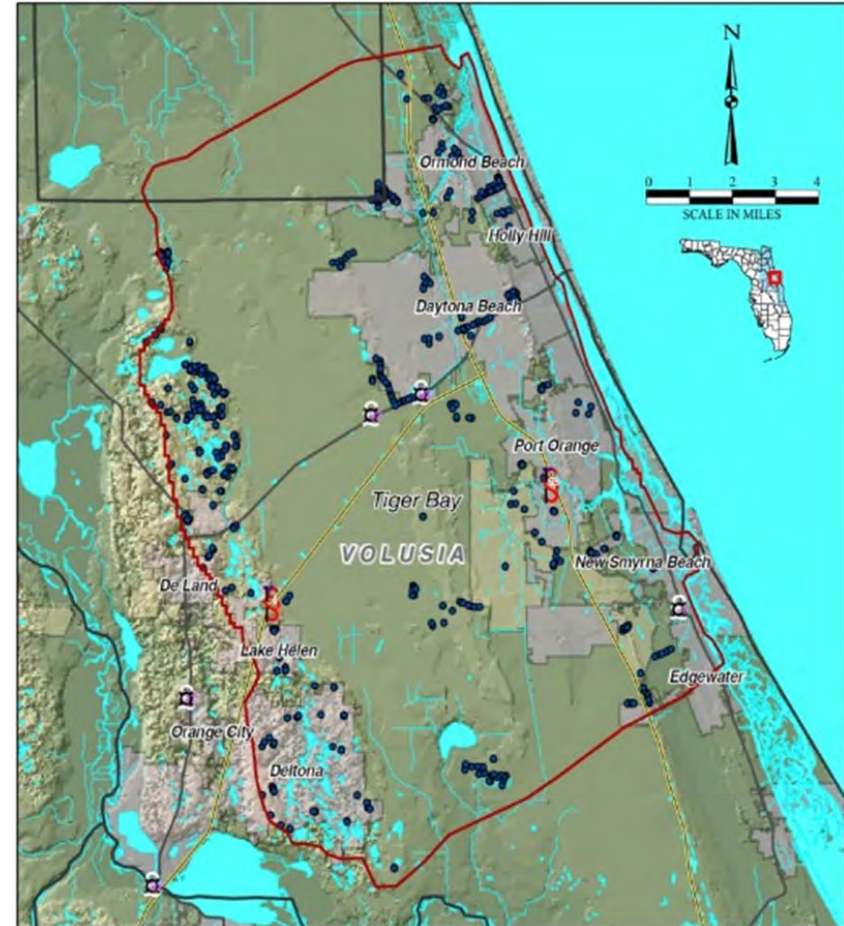 N
0 1 2 3 4
SCALE IN MILES
Ormond Beach
Holly Hill
Daytona Beach
Port Orange
Tiger Bay
VOLUSIA
New Smyrna Beach
De Land
Lake Helen
Edgewater
Orange City
Deltona